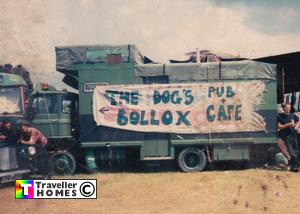 THE DOG'S PUB
BOLLOX & CAFE
Traveller
HOMES ©